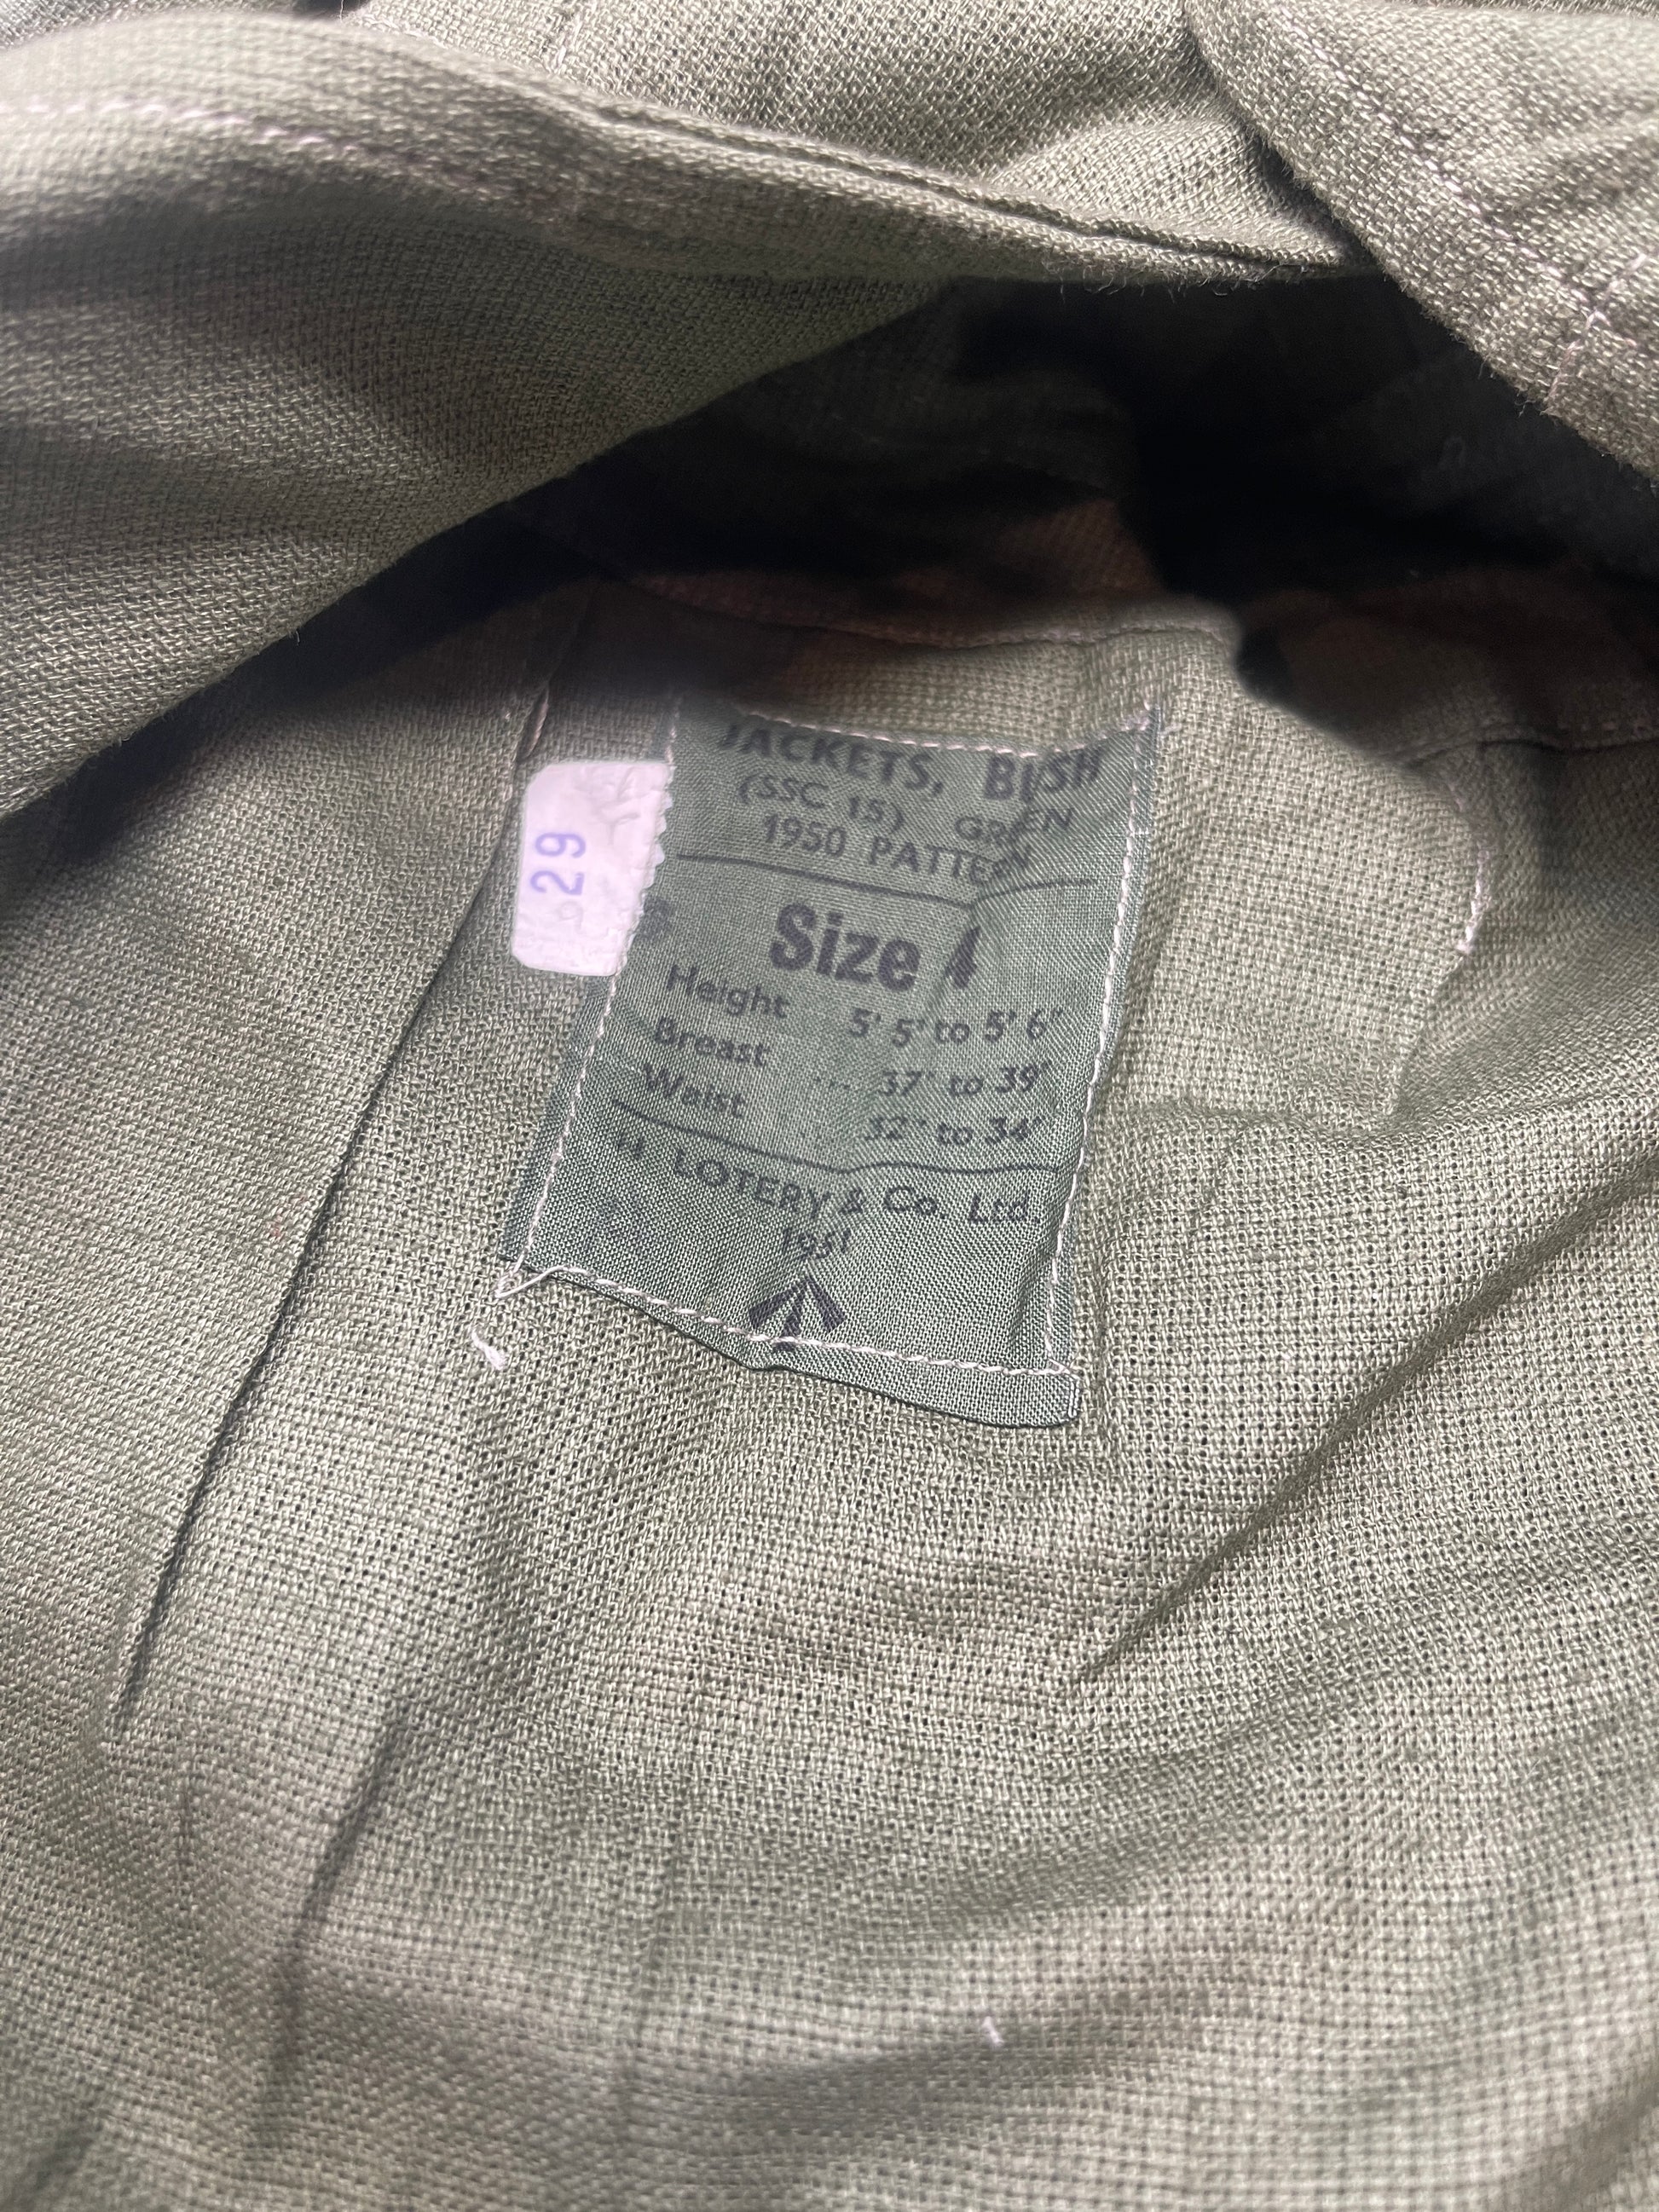 JACKETS, BUSH
(SSC 15) GREEN
1950 PATTERN
Size 4
Height 5' 5" to 5' 6"
Breast ... 37" to 39"
Waist 32" to 34"
H LOTERY & Co. Ltd
1951
29